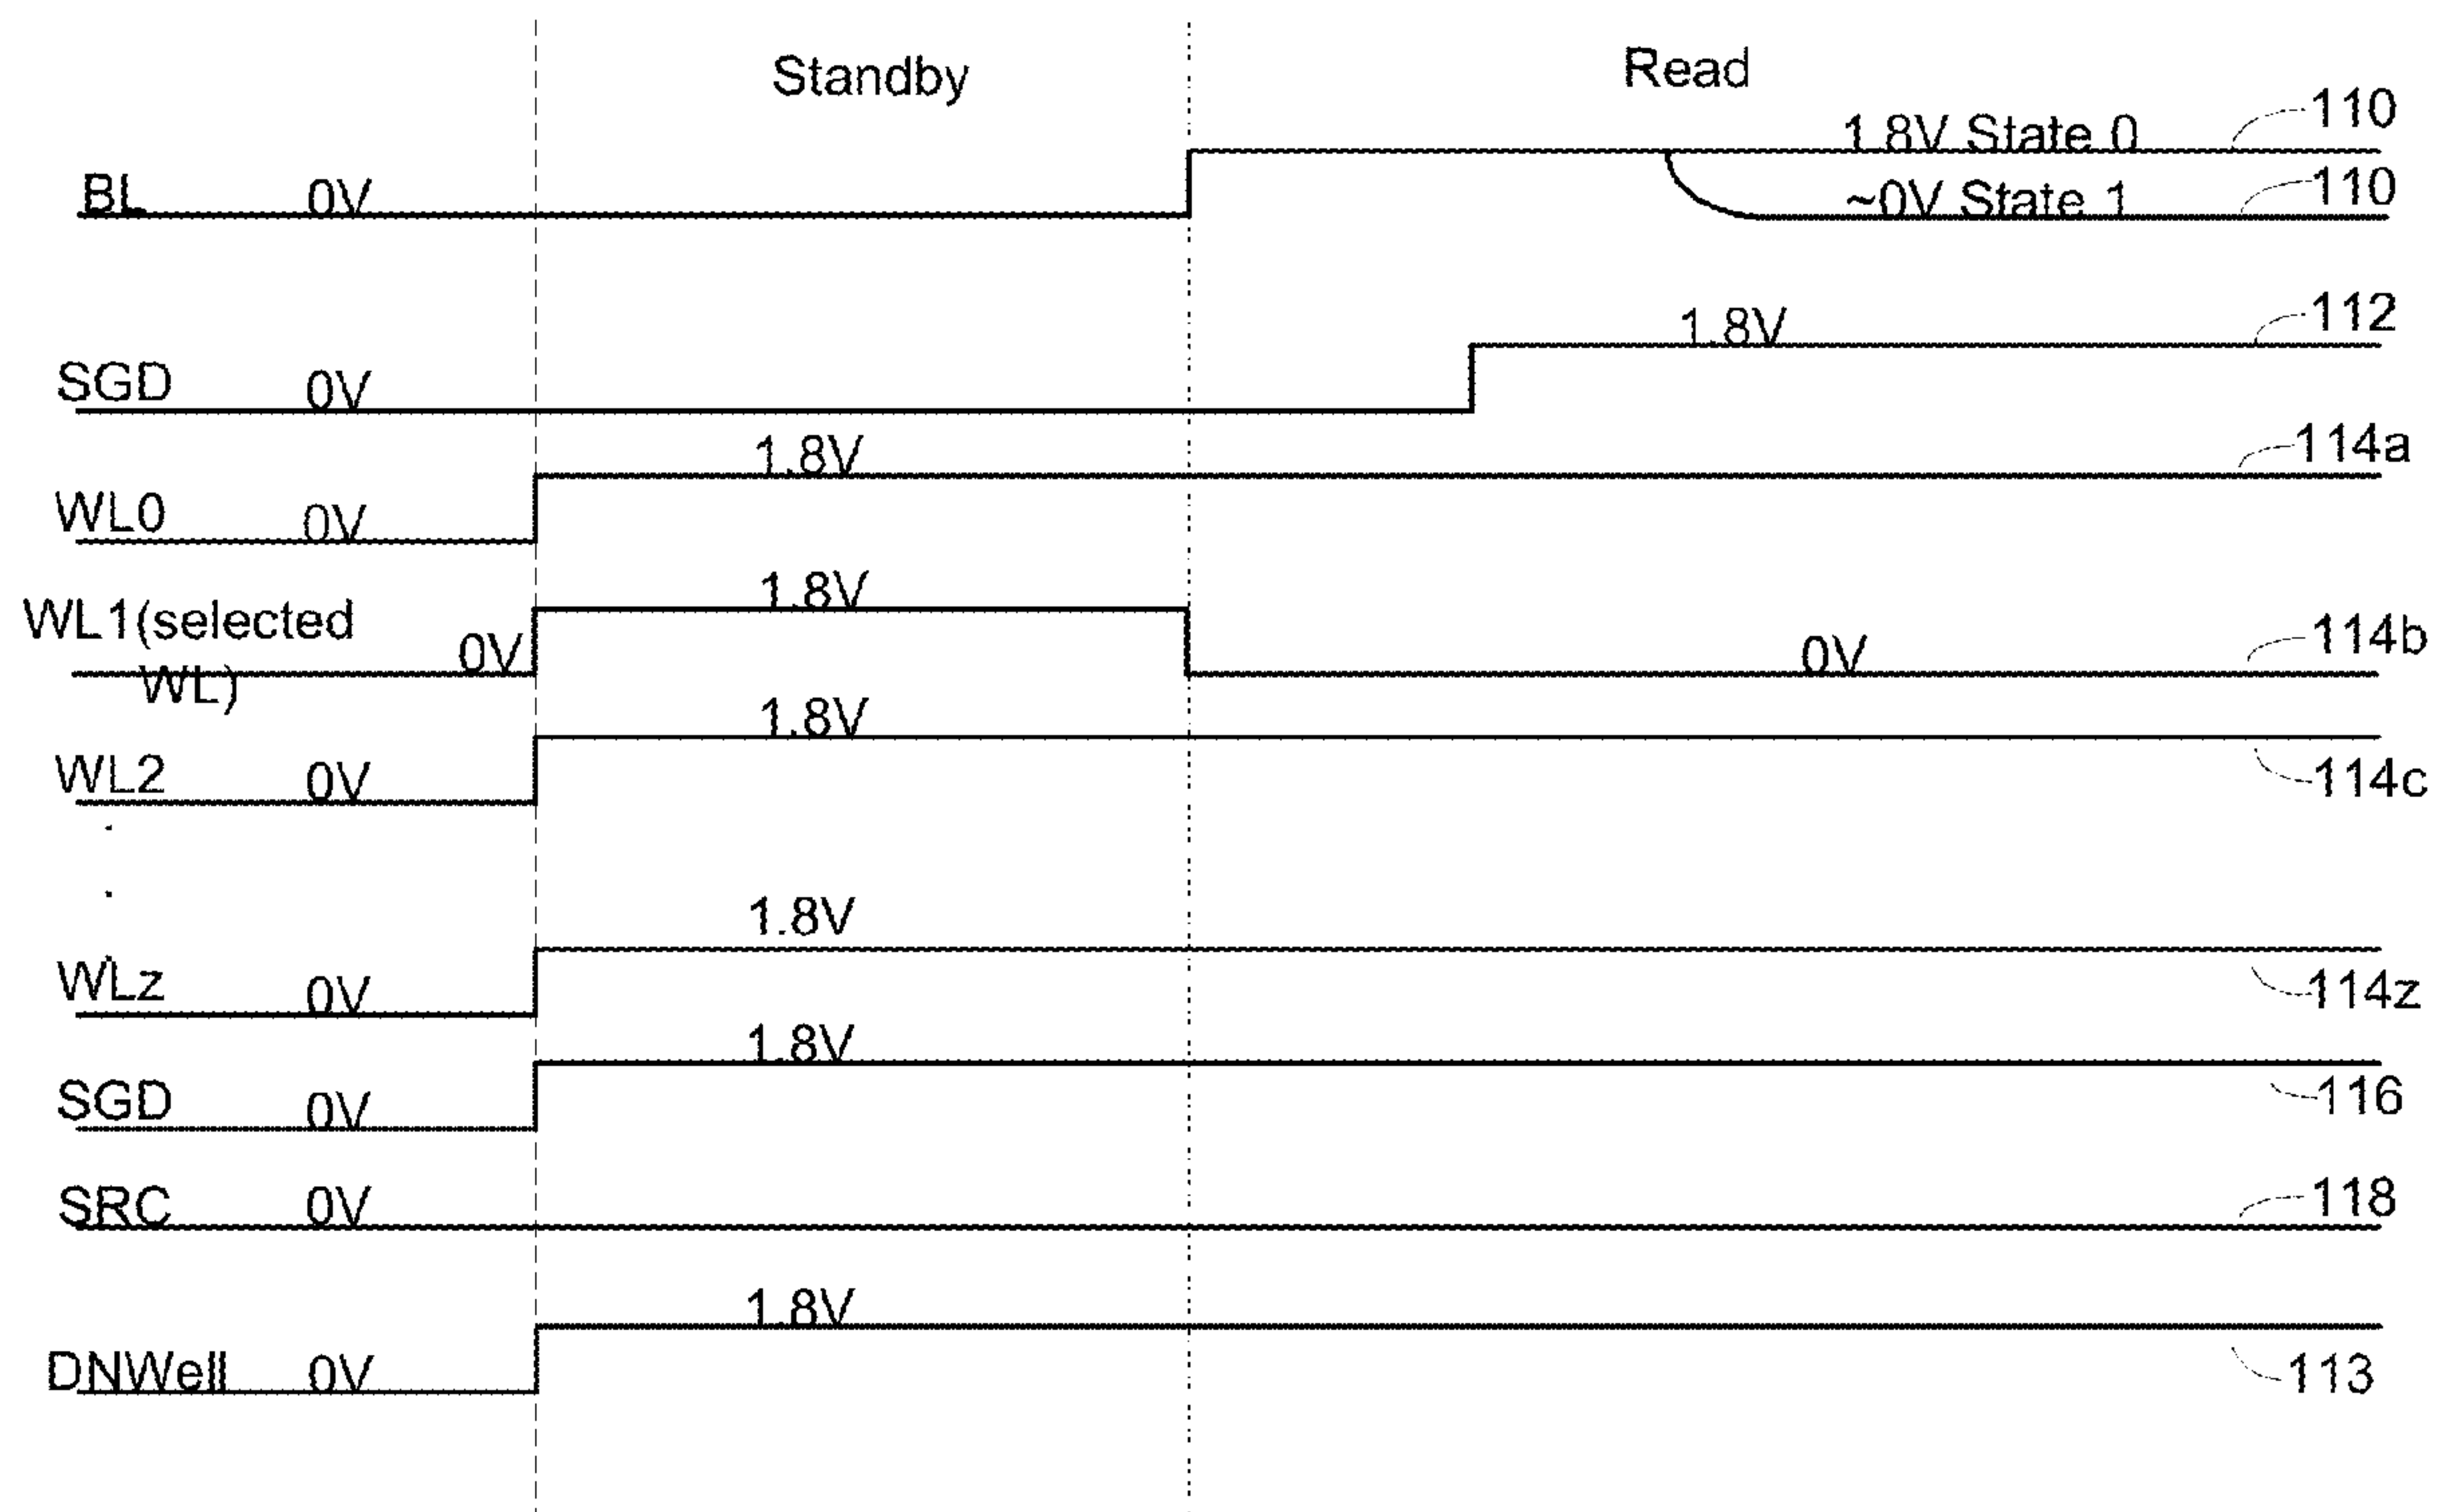 Standby
Read
1.8V State 0
110
BL
0V
~0V State 1
110
1.8V
112
SGD
0V
1.8V
114a
WL0
0V
1.8V
WL1(selected
WL)
0V
0V
114b
1.8V
WL2
0V
114c
1.8V
WLz
0V
114z
1.8V
SGD
0V
116
SRC
0V
118
1.8V
DNWell
0V
113